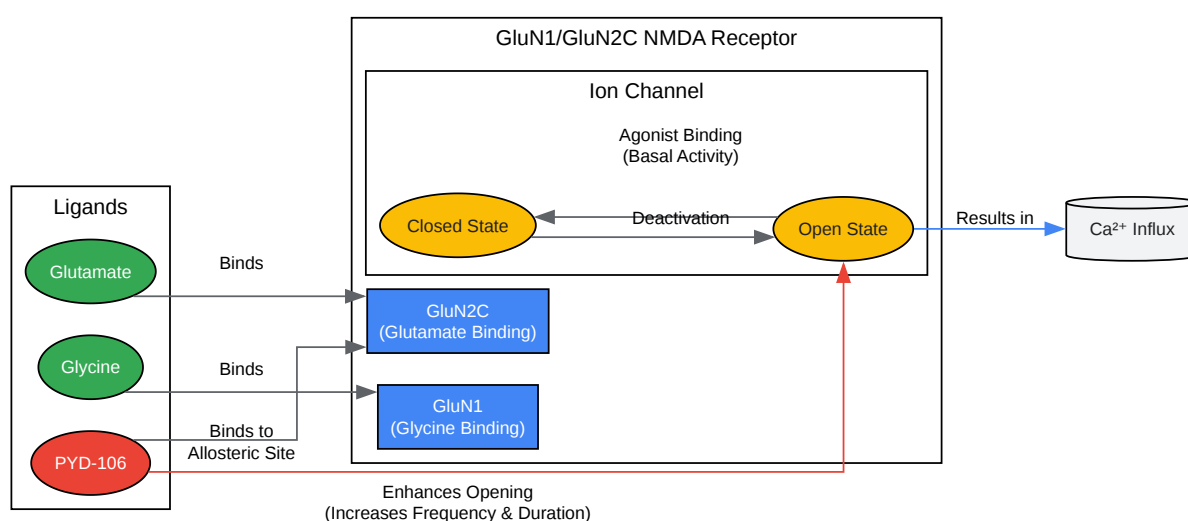 GluN1/GluN2C NMDA Receptor
Ion Channel
Agonist Binding
(Basal Activity)
Ligands
Closed State
Deactivation
Open State
Results in
Ca²⁺ Influx
Glutamate
Binds
GluN2C
(Glutamate Binding)
Glycine
Binds
GluN1
(Glycine Binding)
Binds to
Allosteric Site
PYD-106
Enhances Opening
(Increases Frequency & Duration)